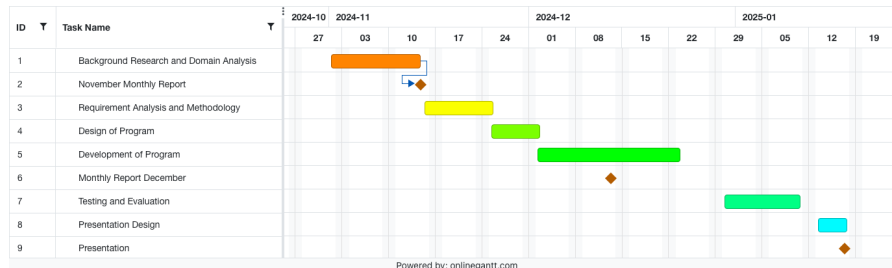 2024-10 2024-11 2024-12 2025-01
ID Task Name
27 03 10 17 24 01 08 15 22 29 05 12 19
1 Background Research and Domain Analysis
2 November Monthly Report
3 Requirement Analysis and Methodology
4 Design of Program
5 Development of Program
6 Monthly Report December
7 Testing and Evaluation
8 Presentation Design
9 Presentation
Powered by: onlinegantt.com